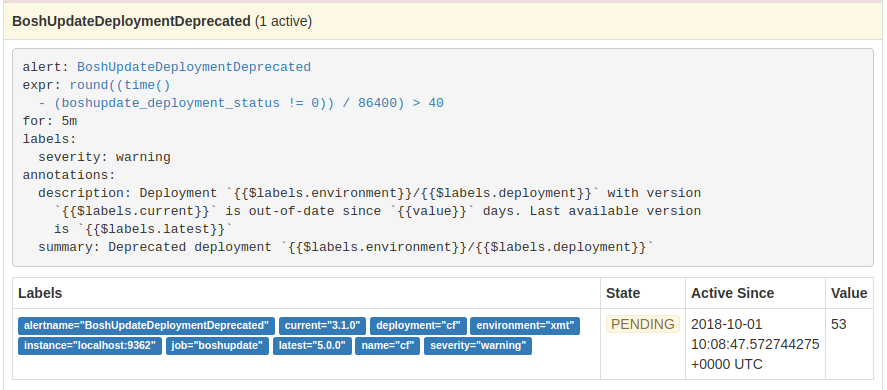 BoshUpdateDeploymentDeprecated (1 active)
alert: BoshUpdateDeploymentDeprecated
expr: round((time()
- (boshupdate_deployment_status != 0)) / 86400) > 40
for: 5m
labels:
severity: warning
annotations:
description: Deployment `{{$labels.environment}}/{{$labels.deployment}}` with version
`{{$labels.current}}` is out-of-date since `{{value}}` days. Last available version
is `{{$labels.latest}}`
summary: Deprecated deployment `{{$labels.environment}}/{{$labels.deployment}}`
Labels State Active Since Value
alertname="BoshUpdateDeploymentDeprecated" current="3.1.0" deployment="cf" environment="xmt" PENDING 2018-10-01 53
instance="localhost:9362" job="boshupdate" latest="5.0.0" name="cf" severity="warning" 10:08:47.572744275
+0000 UTC